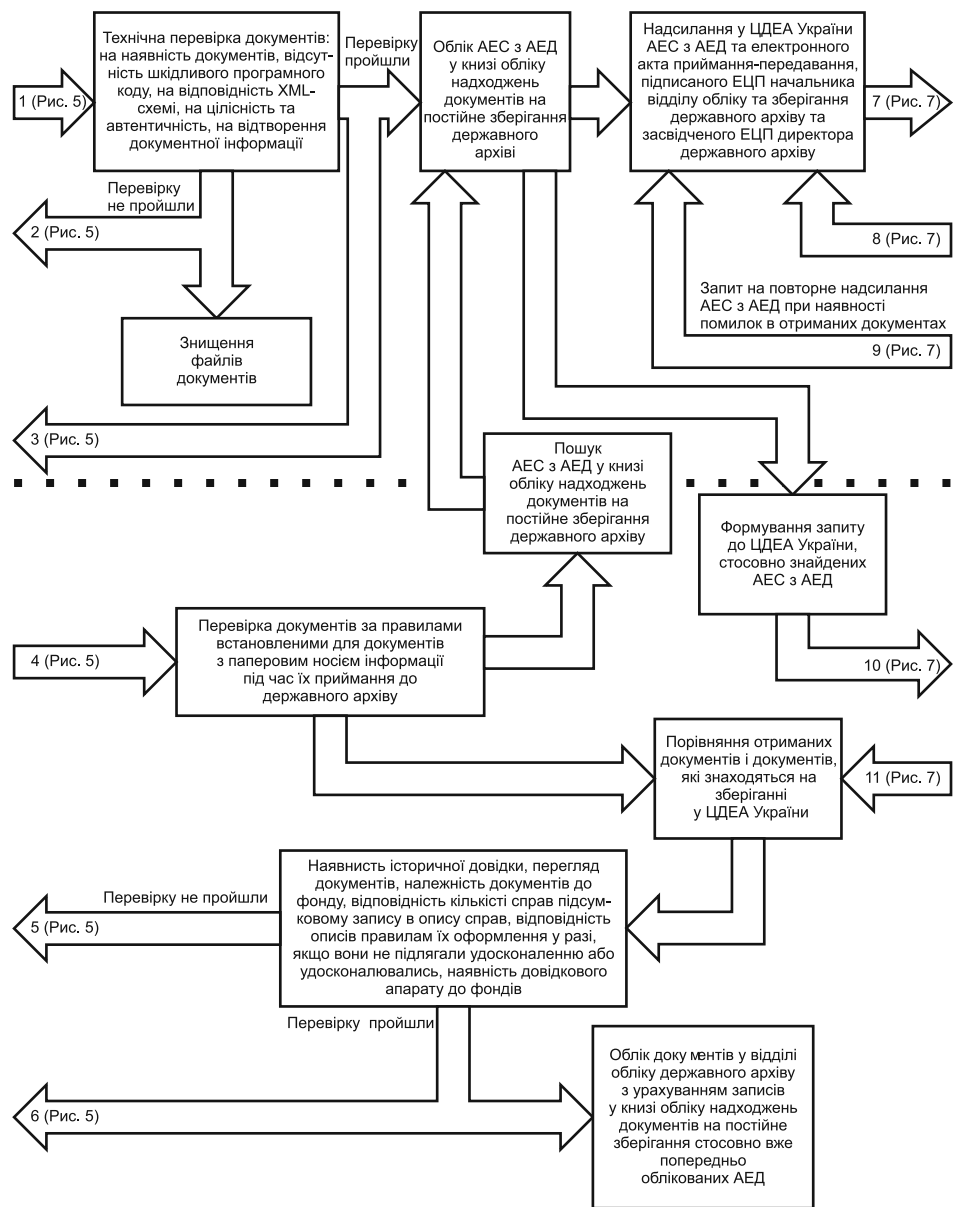 Технічна перевірка документів:
на наявність документів, відсут-
ність шкідливого програмного
коду, на відповідність XML-
схемі, на цілісність та
автентичність, на відтворення
документної інформації
Перевірку
пройшли
Облік АЕС з АЕД
у книзі обліку
надходжень
документів на
постійне зберігання
державного
архіві
Надсилання у ЦДЕА України
АЕС з АЕД та електронного
акта приймання-передавання,
підписаного ЕЦП начальника
відділу обліку та зберігання
державного архіву та
засвідченого ЕЦП директора
державного архіву
1 (Рис. 5)
7 (Рис. 7)
Перевірку
не пройшли
2 (Рис. 5)
8 (Рис. 7)
Запит на повторне надсилання
АЕС з АЕД при наявності
помилок в отриманих документах
9 (Рис. 7)
Знищення
файлів
документів
3 (Рис. 5)
Пошук
АЕС з АЕД у книзі
обліку надходжень
документів на
постійне зберігання
державного архіву
Формування запиту
до ЦДЕА України,
стосовно знайдених
АЕС з АЕД
4 (Рис. 5)
Перевірка документів за правилами
встановленими для документів
з паперовим носієм інформації
під час їх приймання до
державного архіву
10 (Рис. 7)
Порівняння отриманих
документів і документів,
які знаходяться на
зберіганні
у ЦДЕА України
11 (Рис. 7)
Перевірку не пройшли
5 (Рис. 5)
Наявнисть історичної довідки, перегляд
документів, належність документів до
фонду, відповідність кількісті справ підсум-
ковому запису в опису справ, відповідність
описів правилам їх оформлення у разі,
якщо вони не підлягали удосконаленню або
удосконалювались, наявність довідкового
апарату до фондів
Перевірку пройшли
6 (Рис. 5)
Облік документів у відділі
обліку державного архіву
з урахуванням записів
у книзі обліку надходжень
документів на постійне
зберігання стосовно вже
попередньо
облікованих АЕД